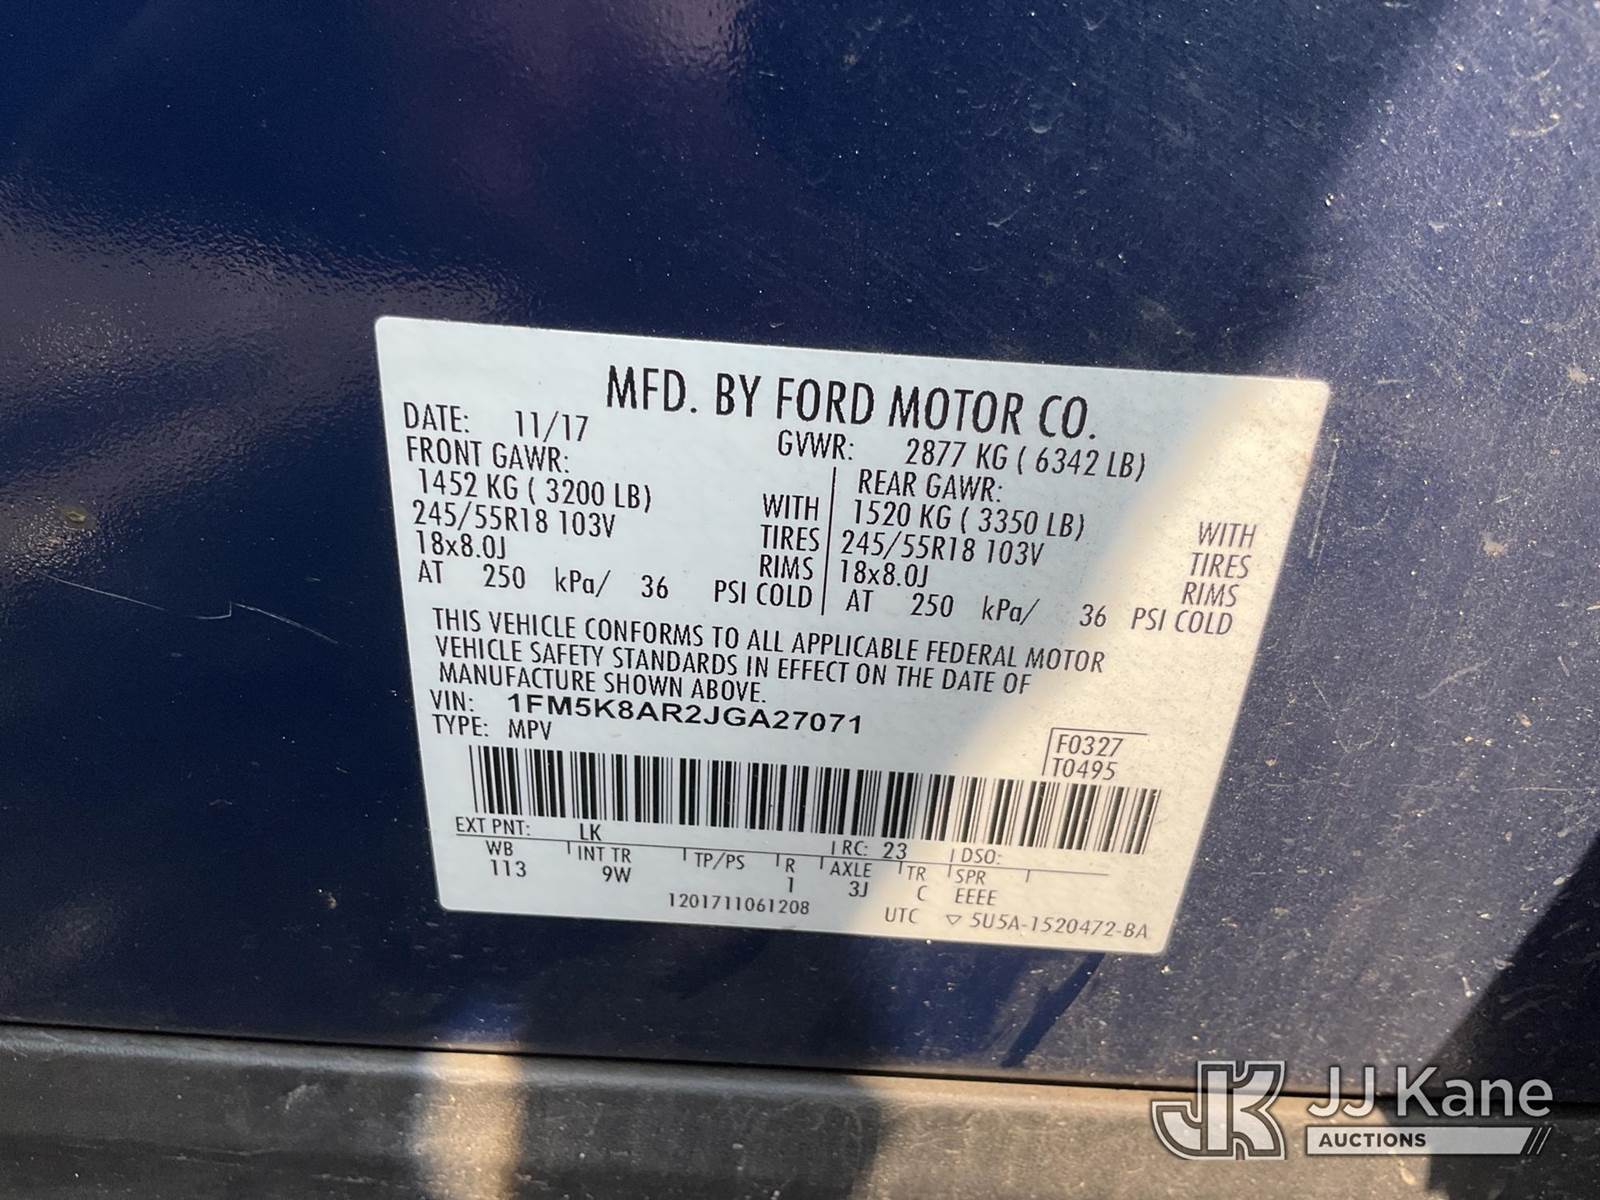 MFD. BY FORD MOTOR CO.
DATE: 11/17 GVWR: 2877 KG ( 6342 LB)
FRONT GAWR: REAR GAWR:
1452 KG ( 3200 LB) WITH 1520 KG ( 3350 LB) WITH
245/55R18 103V TIRES 245/55R18 103V TIRES
18x8.0J RIMS 18x8.0J RIMS
AT 250 kPa/ 36 PSI COLD AT 250 kPa/ 36 PSI COLD
THIS VEHICLE CONFORMS TO ALL APPLICABLE FEDERAL MOTOR
VEHICLE SAFETY STANDARDS IN EFFECT ON THE DATE OF
MANUFACTURE SHOWN ABOVE.
VIN: 1FM5K8AR2JGA27071
TYPE: MPV
F0327
T0495
EXT PNT: LK RC: 23 DSO:
WB INT TR TP/PS R AXLE TR SPR
113 9W 1 3J C EEEE
1201711061208 UTC ▽ 5U5A-1520472-BA
JK JJ Kane
AUCTIONS